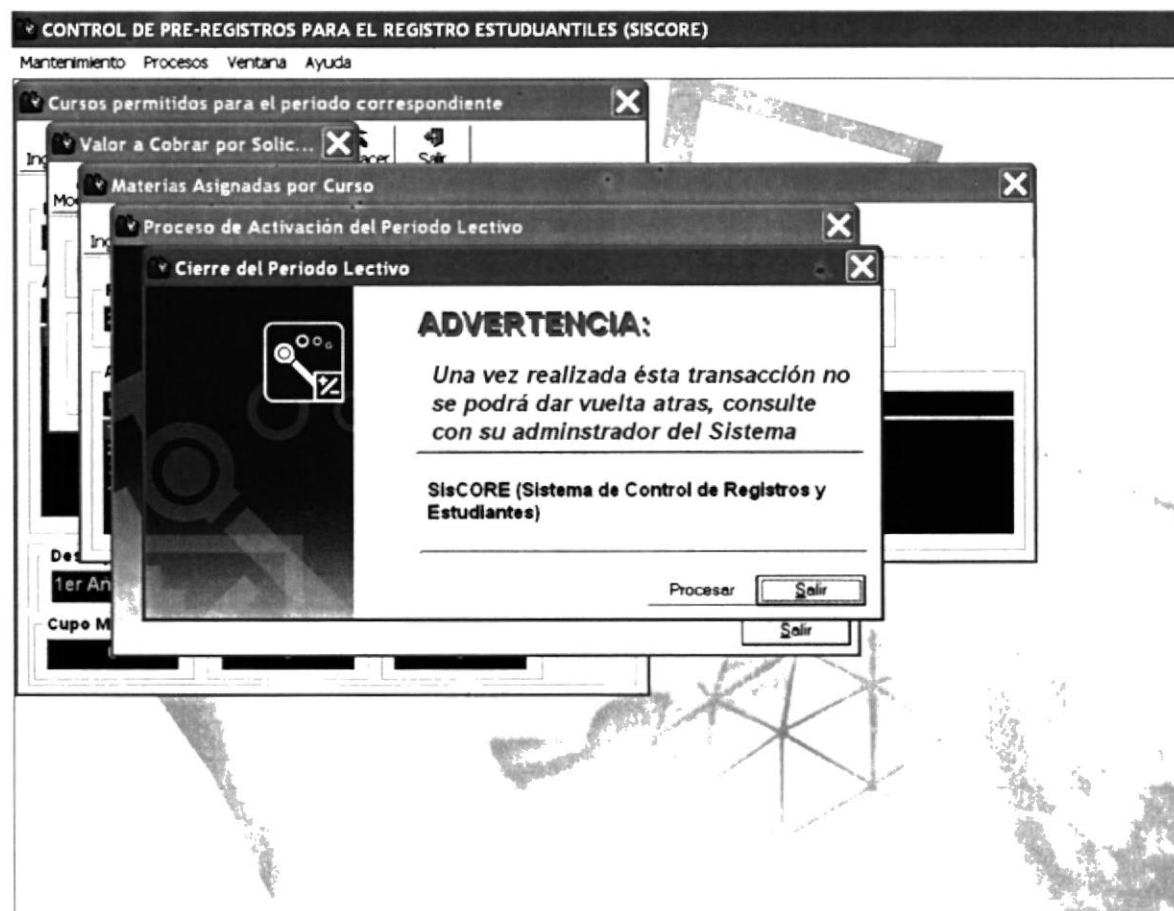 CONTROL DE PRE-REGISTROS PARA EL REGISTRO ESTUDUANTILES (SISCORE)
Mantenimiento Procesos Ventana Ayuda
Cursos permitidos para el periodo correspondiente
Valor a Cobrar por Solic...
Salir
Materias Asignadas por Curso
Proceso de Activación del Periodo Lectivo
Cierre del Periodo Lectivo
ADVERTENCIA:
Una vez realizada ésta transacción no
se podrá dar vuelta atras, consulte
con su adminstrador del Sistema
SisCORE (Sistema de Control de Registros y
Estudiantes)
Procesar Salir
1er An
Cupo M
Salir